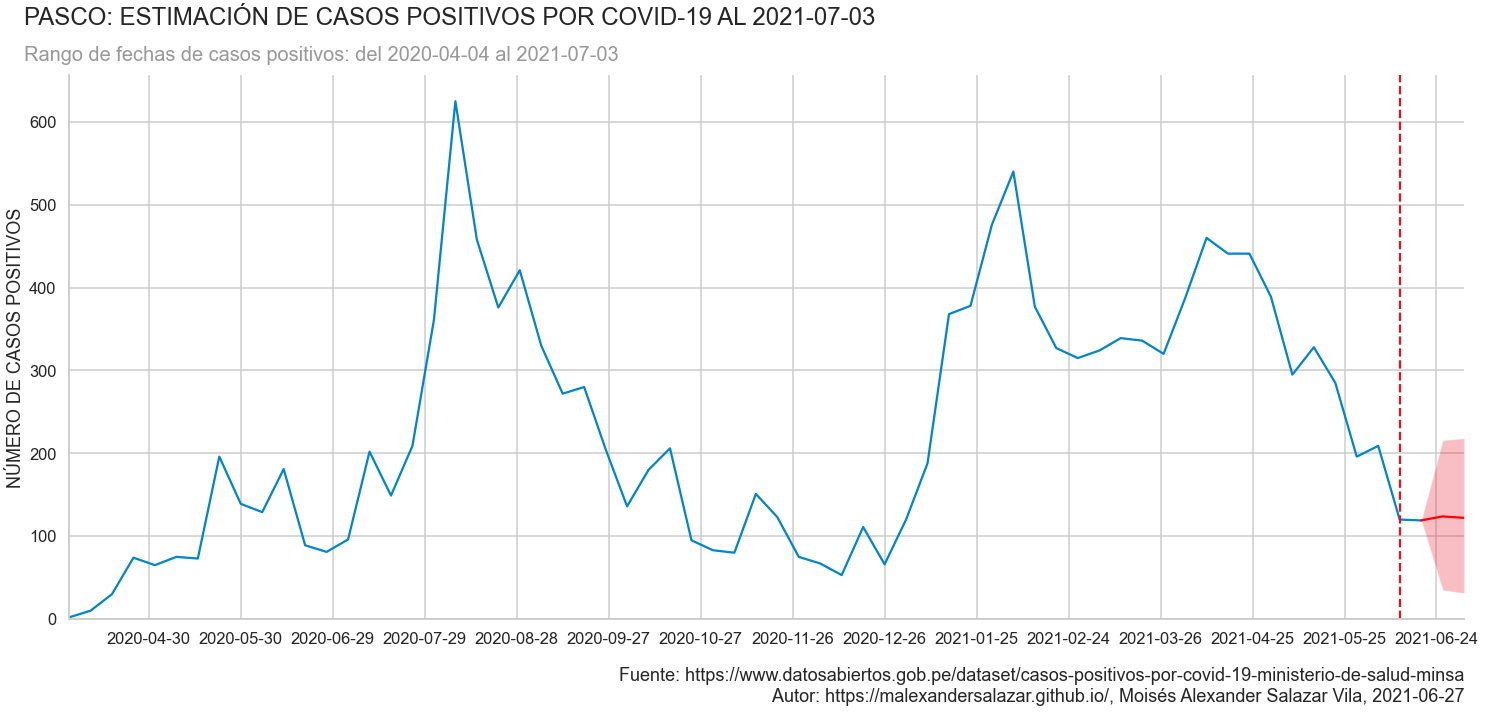 PASCO: ESTIMACIÓN DE CASOS POSITIVOS POR COVID-19 AL 2021-07-03
Rango de fechas de casos positivos: del 2020-04-04 al 2021-07-03
NÚMERO DE CASOS POSITIVOS
600
500
400
300
200
100
0
2020-04-30 2020-05-30 2020-06-29 2020-07-29 2020-08-28 2020-09-27 2020-10-27 2020-11-26 2020-12-26 2021-01-25 2021-02-24 2021-03-26 2021-04-25 2021-05-25 2021-06-24
Fuente: https://www.datosabiertos.gob.pe/dataset/casos-positivos-por-covid-19-ministerio-de-salud-minsa
Autor: https://malexandersalazar.github.io/, Moisés Alexander Salazar Vila, 2021-06-27